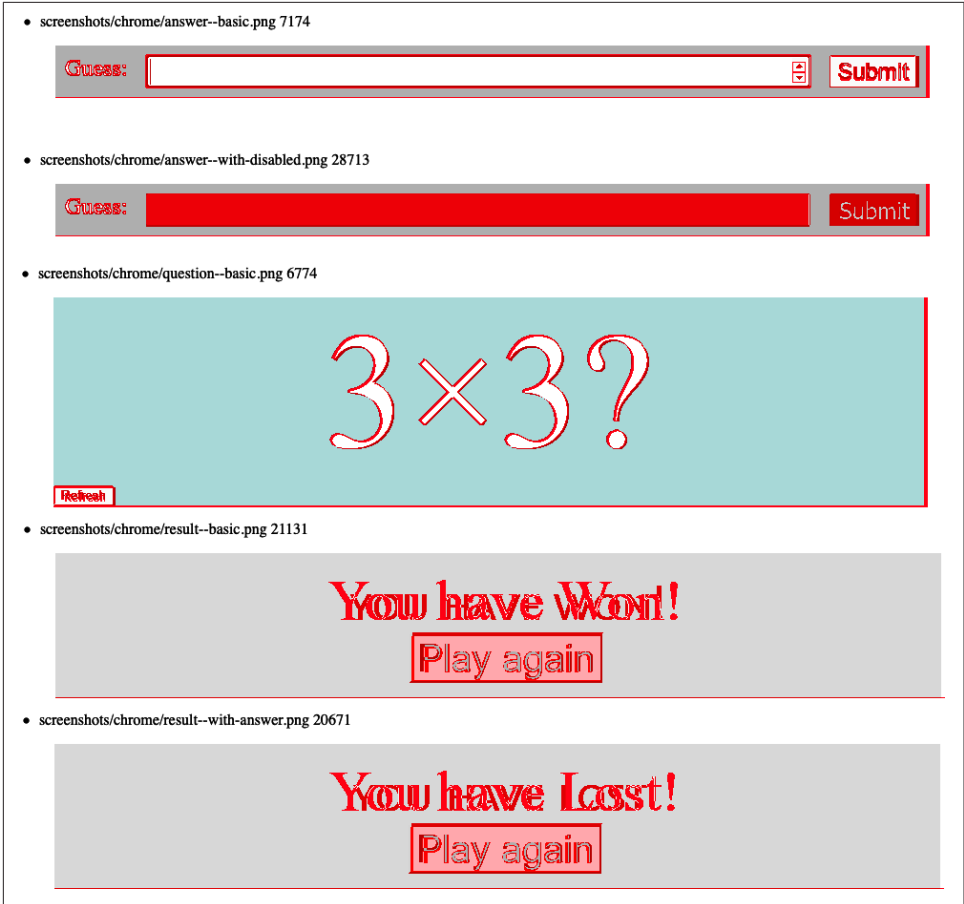 screenshots/chrome/answer--basic.png 7174
Guess: Submit
screenshots/chrome/answer--with-disabled.png 28713
Guess: Submit
screenshots/chrome/question--basic.png 6774
3×3?
Refresh
screenshots/chrome/result--basic.png 21131
You have Won!
Play again
screenshots/chrome/result--with-answer.png 20671
You have Lost!
Play again